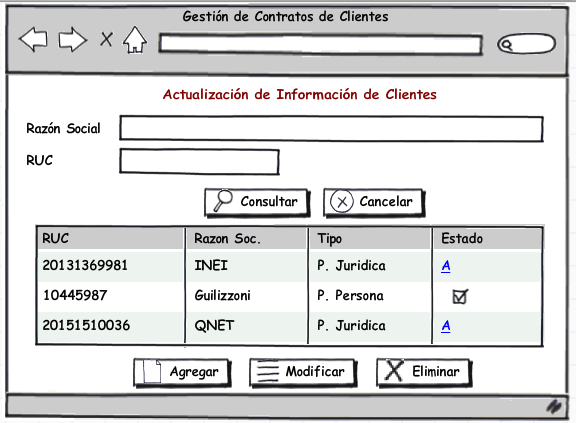 Gestión de Contratos de Clientes
Actualización de Información de Clientes
Razón Social
RUC
Consultar Cancelar
RUC Razon Soc. Tipo Estado
20131369981 INEI P. Juridica A
10445987 Guilizzoni P. Persona
20151510036 QNET P. Juridica A
Agregar Modificar Eliminar